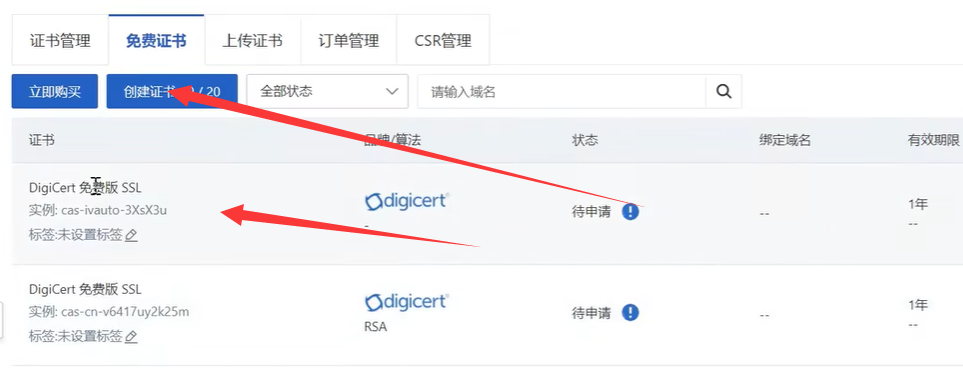 证书管理 免费证书 上传证书 订单管理 CSR管理
立即购买 创建证书 / 20 全部状态 请输入域名
证书 品牌/算法 状态 绑定域名 有效期限
DigiCert 免费版 SSL
digicert
实例: cas-ivauto-3XsX3u
-
待申请
--
1年
--
标签:未设置标签
DigiCert 免费版 SSL
digicert
实例: cas-cn-v6417uy2k25m
RSA
待申请
--
1年
--
标签:未设置标签